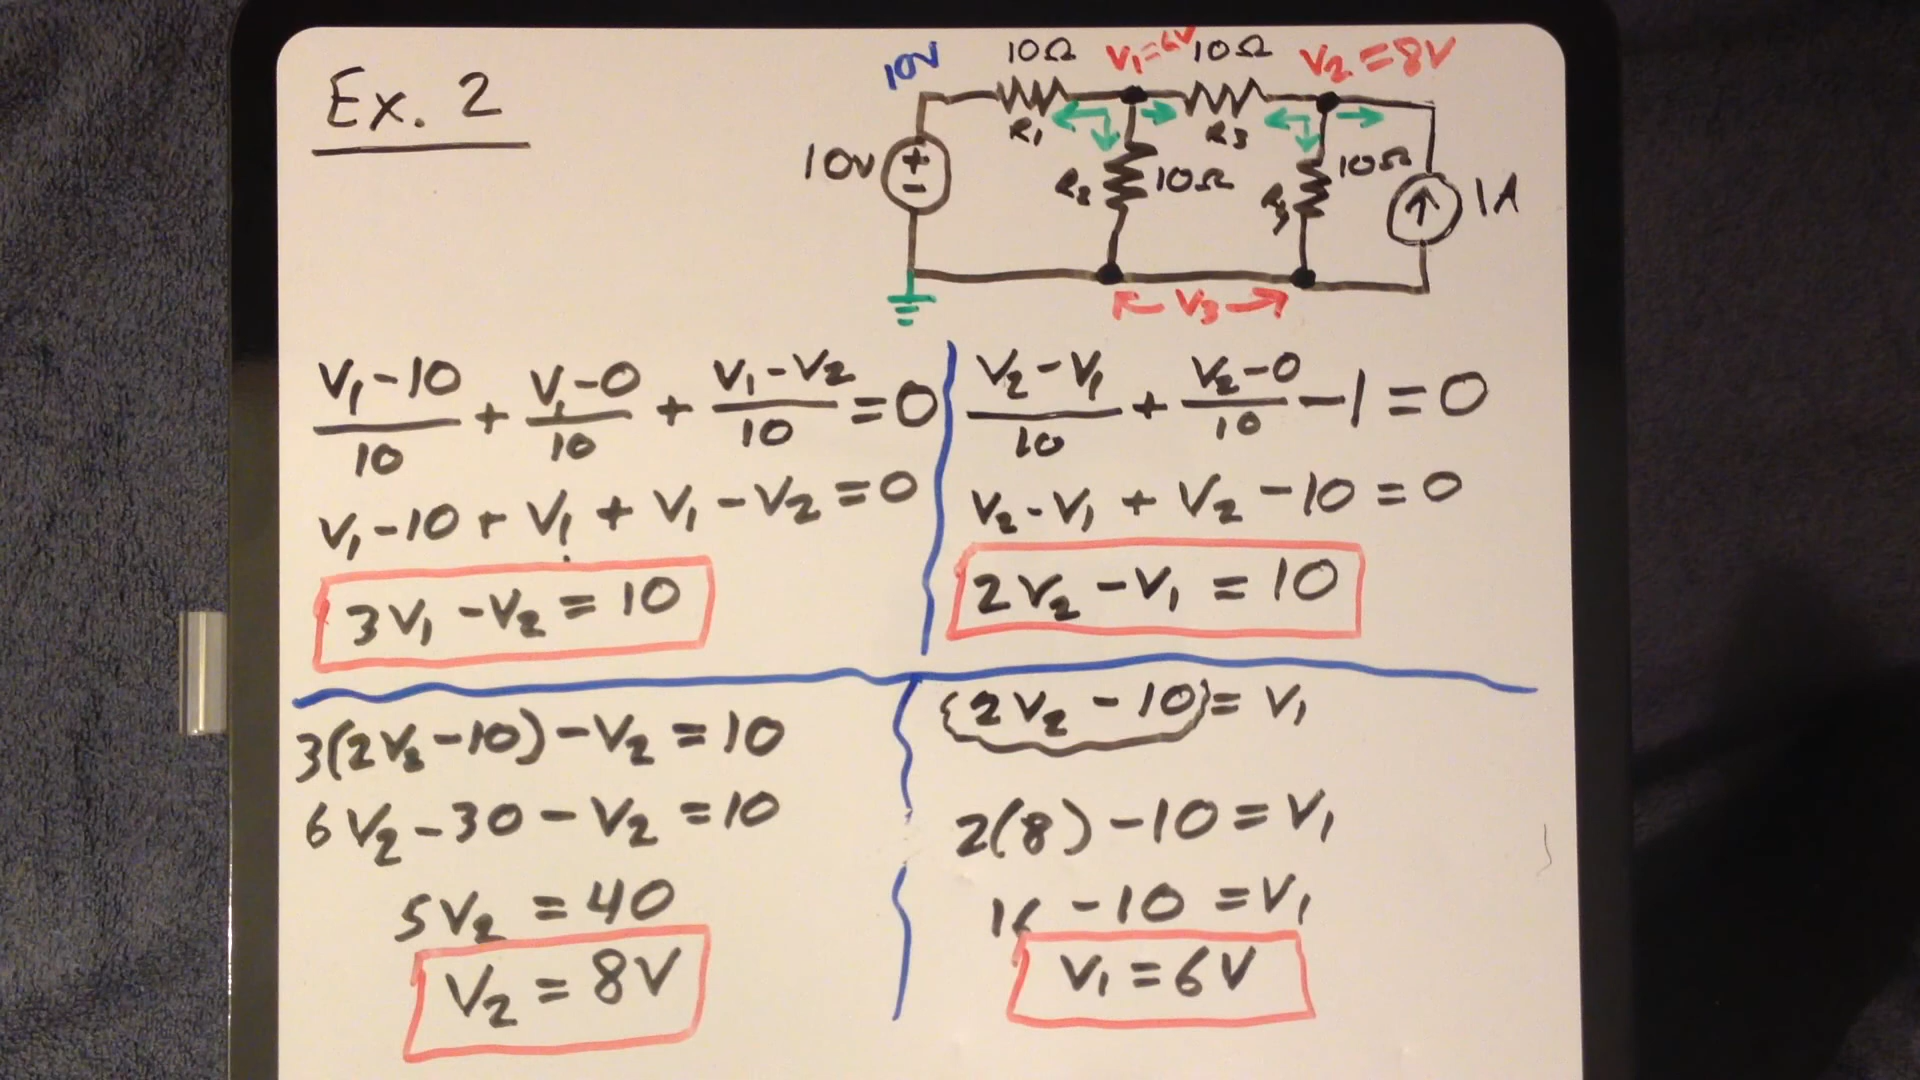 Ex. 2
10V 10Ω V₁=6V 10Ω V₂=8V
R₁ R₃
10V + − R₂ 10Ω 10Ω 1A
V₃
(V₁-10)/10 + (V₁-0)/10 + (V₁-V₂)/10 = 0
V₁-10 + V₁ + V₁ - V₂ = 0
3V₁ - V₂ = 10
(V₂-V₁)/10 + (V₂-0)/10 - 1 = 0
V₂-V₁ + V₂ - 10 = 0
2V₂ - V₁ = 10
3(2V₂-10) - V₂ = 10
6V₂ - 30 - V₂ = 10
5V₂ = 40
V₂ = 8V
(2V₂ - 10) = V₁
2(8) - 10 = V₁
16 - 10 = V₁
V₁ = 6V